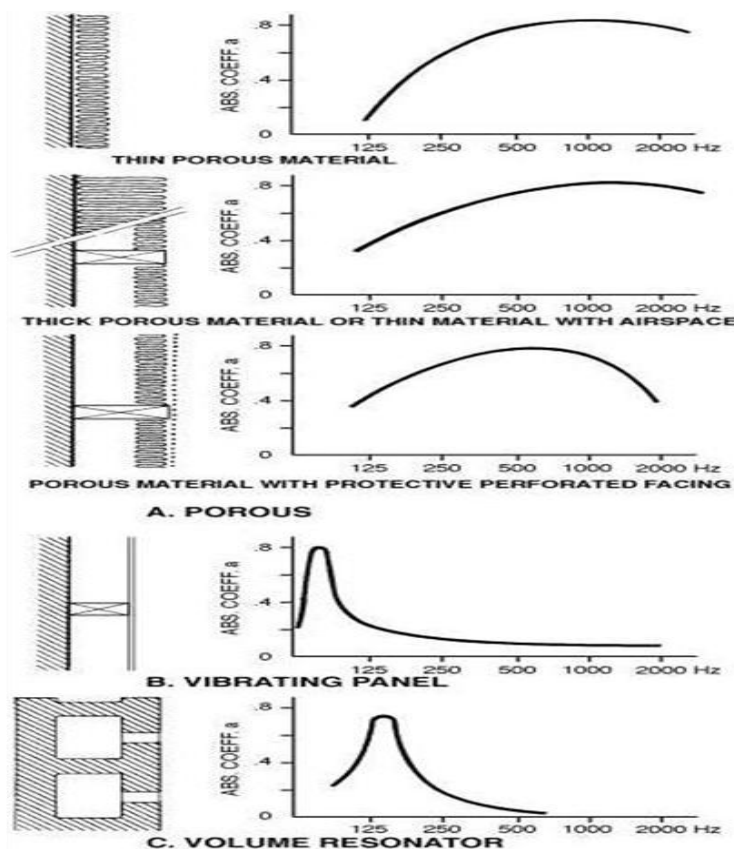 ABS. COEFF, a
.8
.4
0
125 250 500 1000 2000 Hz
THIN POROUS MATERIAL
ABS. COEFF, a
.8
.4
0
125 250 500 1000 2000 Hz
THICK POROUS MATERIAL OR THIN MATERIAL WITH AIRSPACE
ABS. COEFF, a
.8
.4
0
125 250 500 1000 2000 Hz
POROUS MATERIAL WITH PROTECTIVE PERFORATED FACING
A. POROUS
ABS. COEFF, a
.8
.4
0
125 250 500 1000 2000 Hz
B. VIBRATING PANEL
ABS. COEFF, a
.8
.4
0
125 250 500 1000 2000 Hz
C. VOLUME RESONATOR